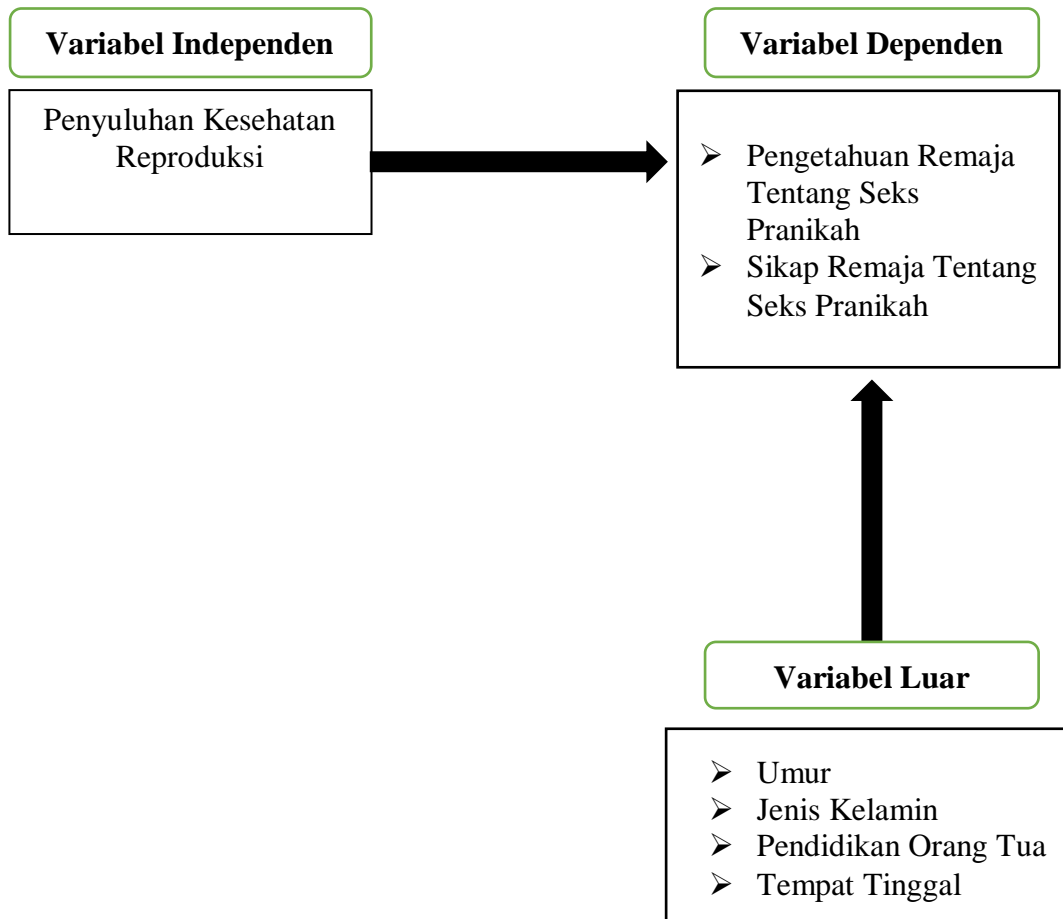 Variabel Independen
Penyuluhan Kesehatan
Reproduksi
Variabel Dependen
➢ Pengetahuan Remaja
Tentang Seks
Pranikah
➢ Sikap Remaja Tentang
Seks Pranikah
Variabel Luar
➢ Umur
➢ Jenis Kelamin
➢ Pendidikan Orang Tua
➢ Tempat Tinggal